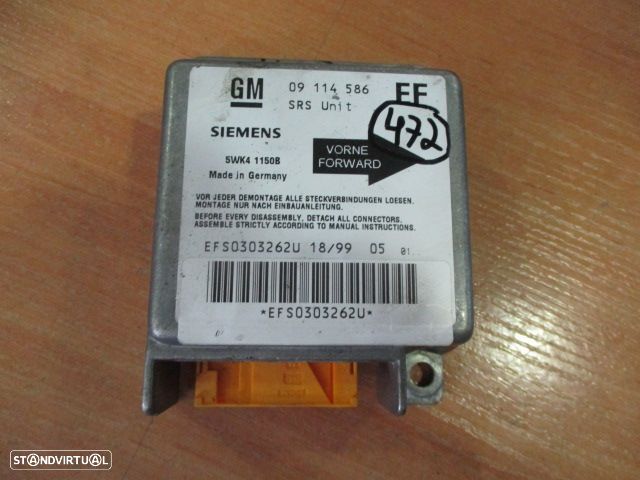 GM 09 114 586 EF
SRS Unit
472
SIEMENS
VORNE
FORWARD
5WK4 1150B
Made in Germany
VOR JEDER DEMONTAGE ALLE STECKVERBINDUNGEN LOESEN.
MONTAGE NUR NACH EINBAUANLEITUNG.
BEFORE EVERY DISASSEMBLY, DETACH ALL CONNECTORS.
ASSEMBLE STRICTLY ACCORDING TO MANUAL INSTRUCTIONS.
EFS0303262U 18/99 05 01
*EFS0303262U*
STANDVIRTUAL